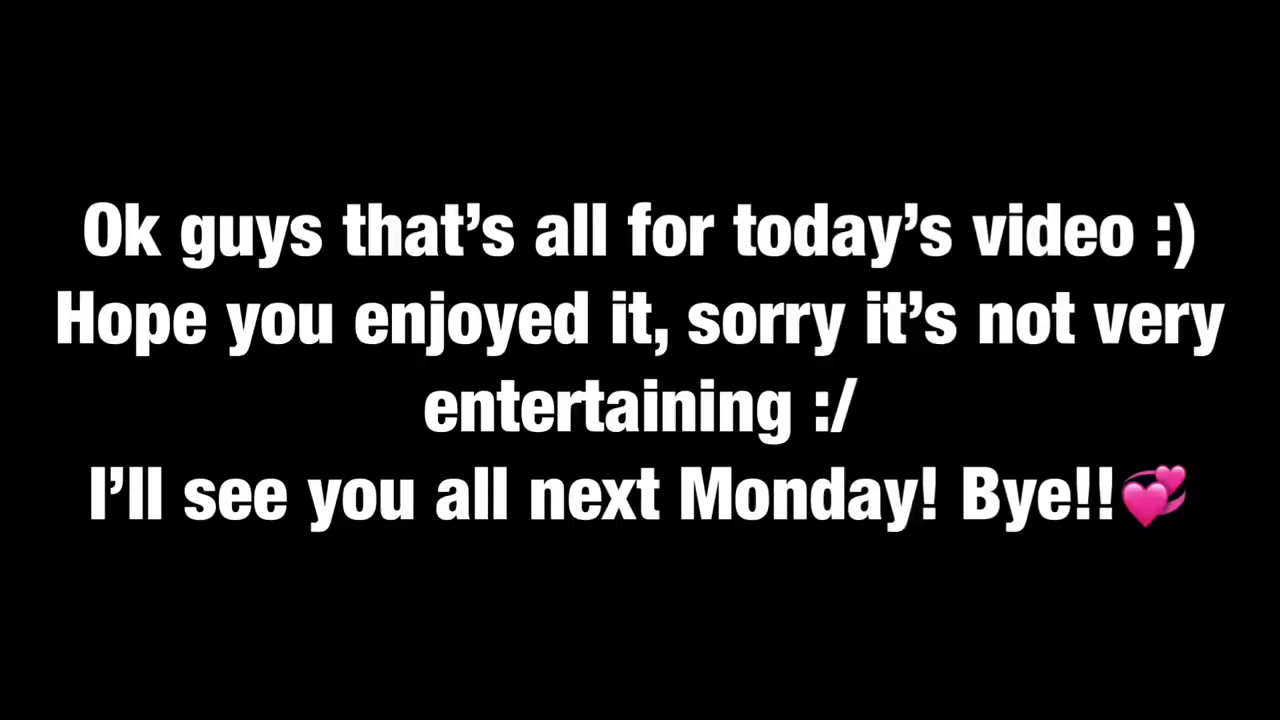 Ok guys that’s all for today’s video :)
Hope you enjoyed it, sorry it’s not very
entertaining :/
I’ll see you all next Monday! Bye!!💞